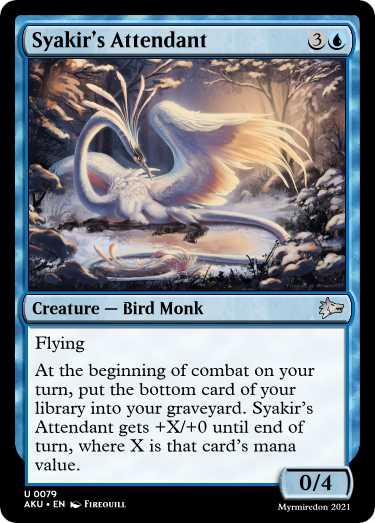 Syakir's Attendant 3
Creature — Bird Monk
Flying
At the beginning of combat on your
turn, put the bottom card of your
library into your graveyard. Syakir's
Attendant gets +X/+0 until end of
turn, where X is that card's mana
value.
0/4
U 0079
AKU • EN Firequill
Myrmiredon 2021